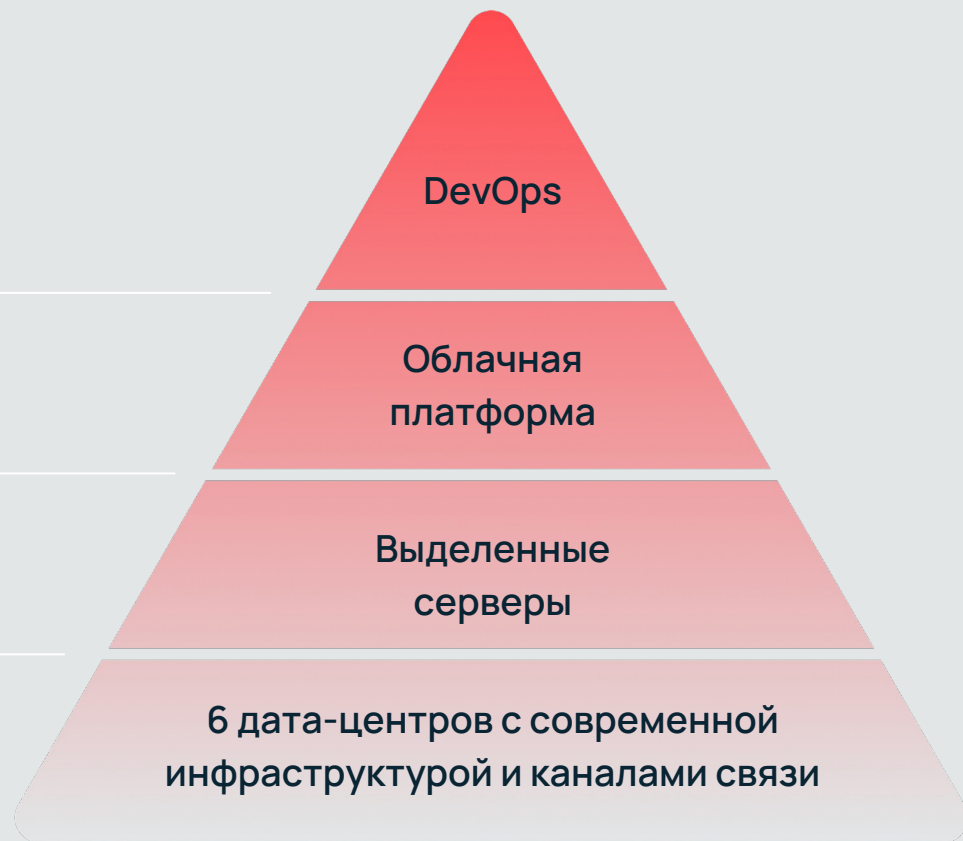 DevOps
Облачная
платформа
Выделенные
серверы
6 дата-центров с современной
инфраструктурой и каналами связи